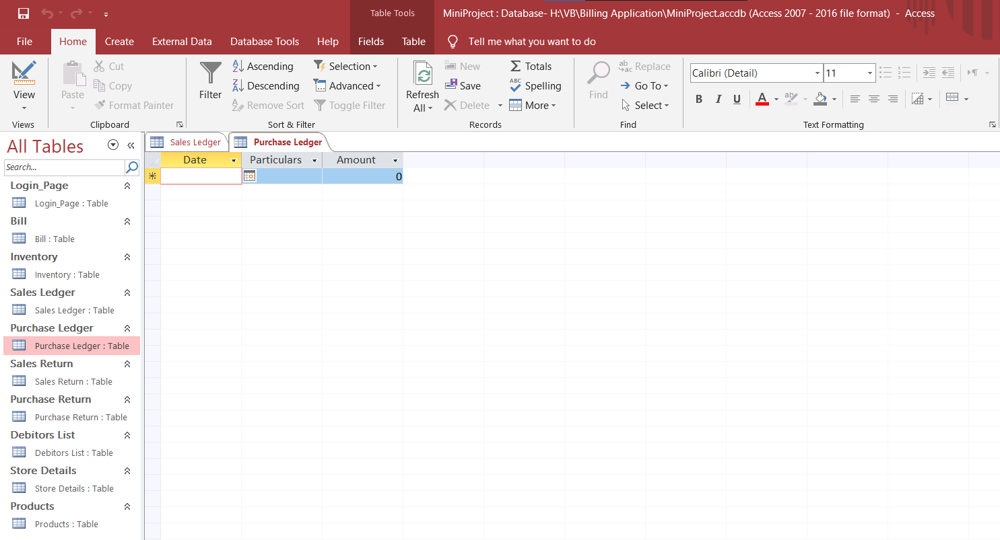 Table Tools
MiniProject : Database- H:\VB\Billing Application\MiniProject.accdb (Access 2007 - 2016 file format) - Access
File Home Create External Data Database Tools Help Fields Table Tell me what you want to do
View
Views
Paste
Cut
Copy
Format Painter
Clipboard
Filter
Ascending
Descending
Remove Sort
Selection
Advanced
Toggle Filter
Sort & Filter
Refresh
All
New
Save
Delete
Totals
Spelling
More
Records
Find
Replace
Go To
Select
Find
Calibri (Detail) 11
B I U A
Text Formatting
All Tables
Search...
Login_Page
Login_Page : Table
Bill
Bill : Table
Inventory
Inventory : Table
Sales Ledger
Sales Ledger : Table
Purchase Ledger
Purchase Ledger : Table
Sales Return
Sales Return : Table
Purchase Return
Purchase Return : Table
Debitors List
Debitors List : Table
Store Details
Store Details : Table
Products
Products : Table
Sales Ledger Purchase Ledger
Date Particulars Amount
0